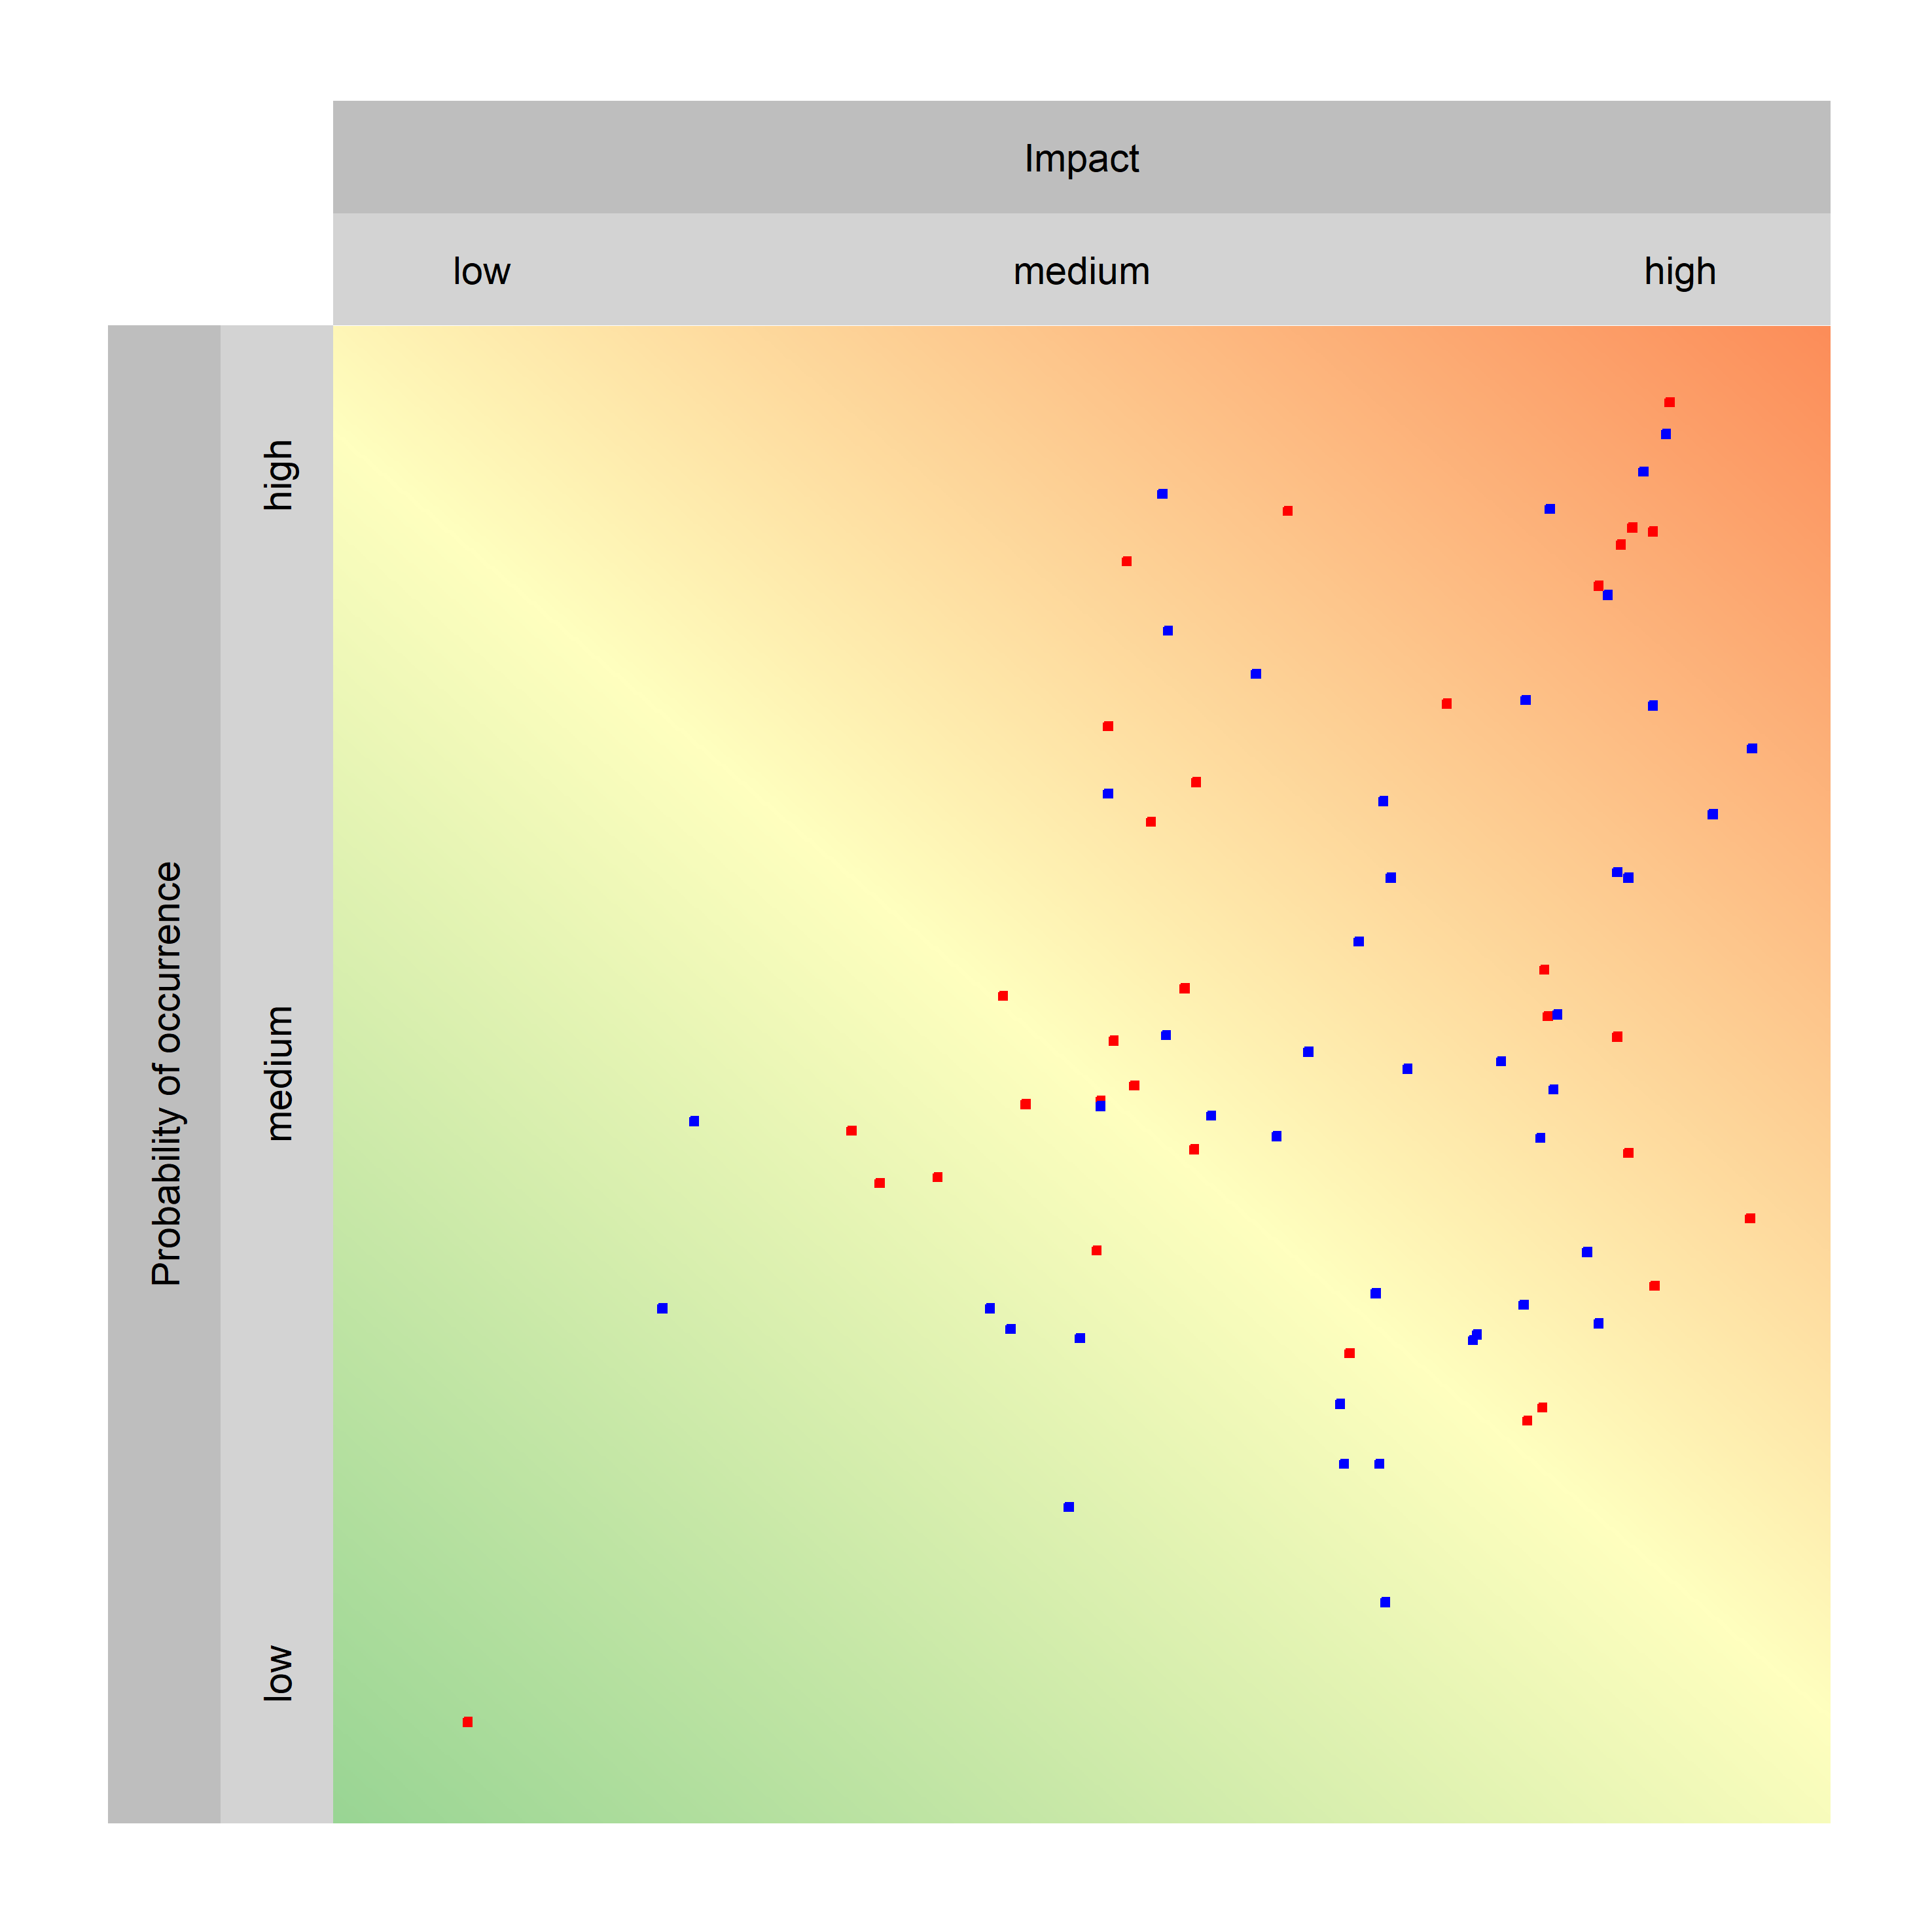 Impact
low
medium
high
Probability of occurrence
high
medium
low